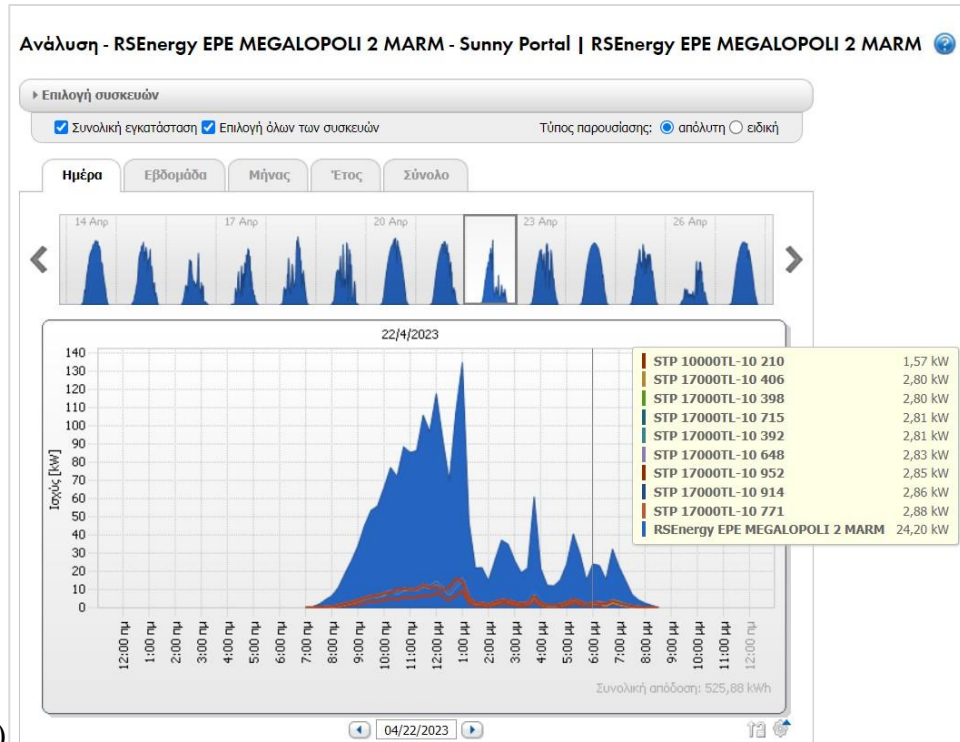 Ανάλυση - RSEnergy EPE MEGALOPOLI 2 MARM - Sunny Portal | RSEnergy EPE MEGALOPOLI 2 MARM ?
Επιλογή συσκευών
Συνολική εγκατάσταση Επιλογή όλων των συσκευών Τύπος παρουσίασης: απόλυτη ειδική
Ημέρα Εβδομάδα Μήνας Έτος Σύνολο
14 Απρ 17 Απρ 20 Απρ 23 Απρ 26 Απρ
22/4/2023
Ισχύς [kW]
140
130
120
110
100
90
80
70
60
50
40
30
20
10
0
STP 10000TL-10 210 1,57 kW
STP 17000TL-10 406 2,80 kW
STP 17000TL-10 398 2,80 kW
STP 17000TL-10 715 2,81 kW
STP 17000TL-10 392 2,81 kW
STP 17000TL-10 648 2,83 kW
STP 17000TL-10 952 2,85 kW
STP 17000TL-10 914 2,86 kW
STP 17000TL-10 771 2,88 kW
RSEnergy EPE MEGALOPOLI 2 MARM 24,20 kW
12:00 πμ 1:00 πμ 2:00 πμ 3:00 πμ 4:00 πμ 5:00 πμ 6:00 πμ 7:00 πμ 8:00 πμ 9:00 πμ 10:00 πμ 11:00 πμ 12:00 μμ 1:00 μμ 2:00 μμ 3:00 μμ 4:00 μμ 5:00 μμ 6:00 μμ 7:00 μμ 8:00 μμ 9:00 μμ 10:00 μμ 11:00 μμ 12:00 πμ
Συνολική απόδοση: 525,88 kWh
04/22/2023
)